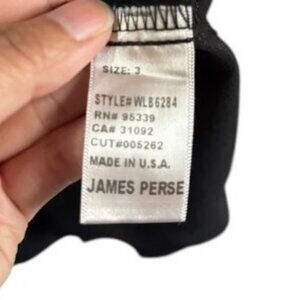 SIZE: 3
STYLE# WLB6284
RN# 95339
CA# 31092
CUT#005262
MADE IN U.S.A.
JAMES PERSE